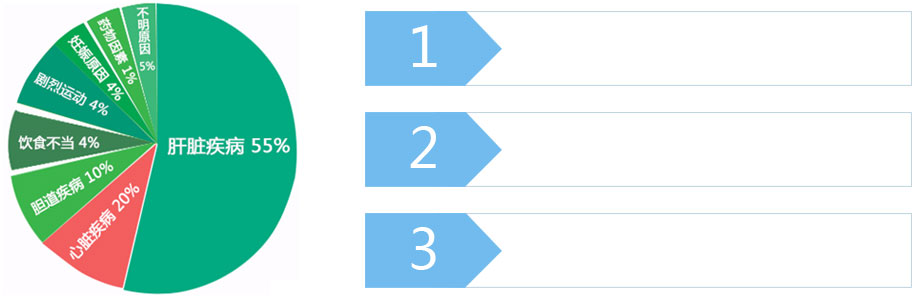 不明原因 5%
药物因素 1%
妊娠原因 4%
剧烈运动 4%
饮食不当 4%
胆道疾病 10%
心脏疾病 20%
肝脏疾病 55%
1
2
3